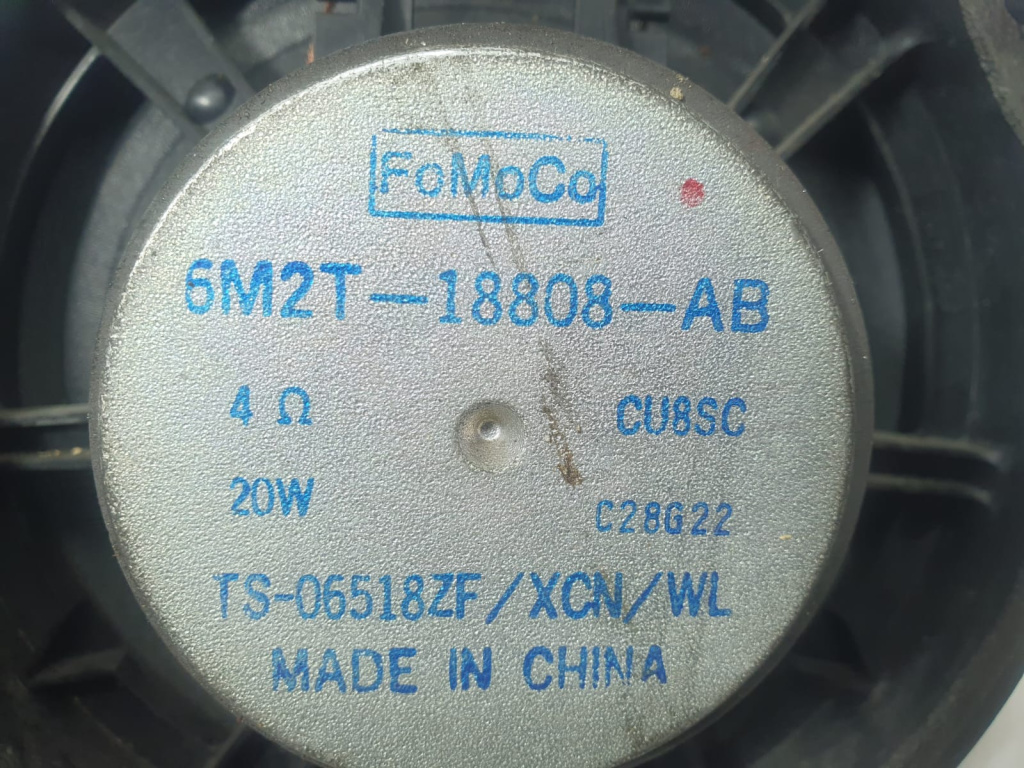 FoMoCo
6M2T-18808-AB
4 Ω CU8SC
20W C28G22
TS-06518ZF/XCN/WL
MADE IN CHINA